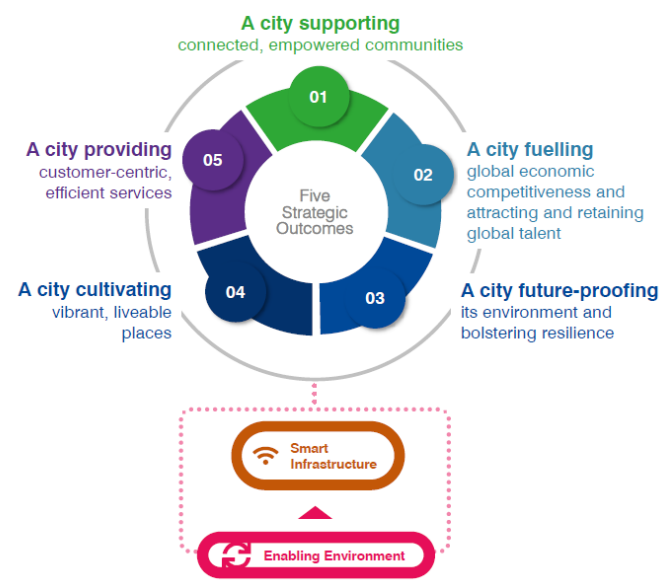 A city supporting
connected, empowered communities
01
A city providing
customer-centric,
efficient services
05
02
A city fuelling
global economic
competitiveness and
attracting and retaining
global talent
Five
Strategic
Outcomes
A city cultivating
vibrant, liveable
places
04
03
A city future-proofing
its environment and
bolstering resilience
Smart
Infrastructure
Enabling Environment